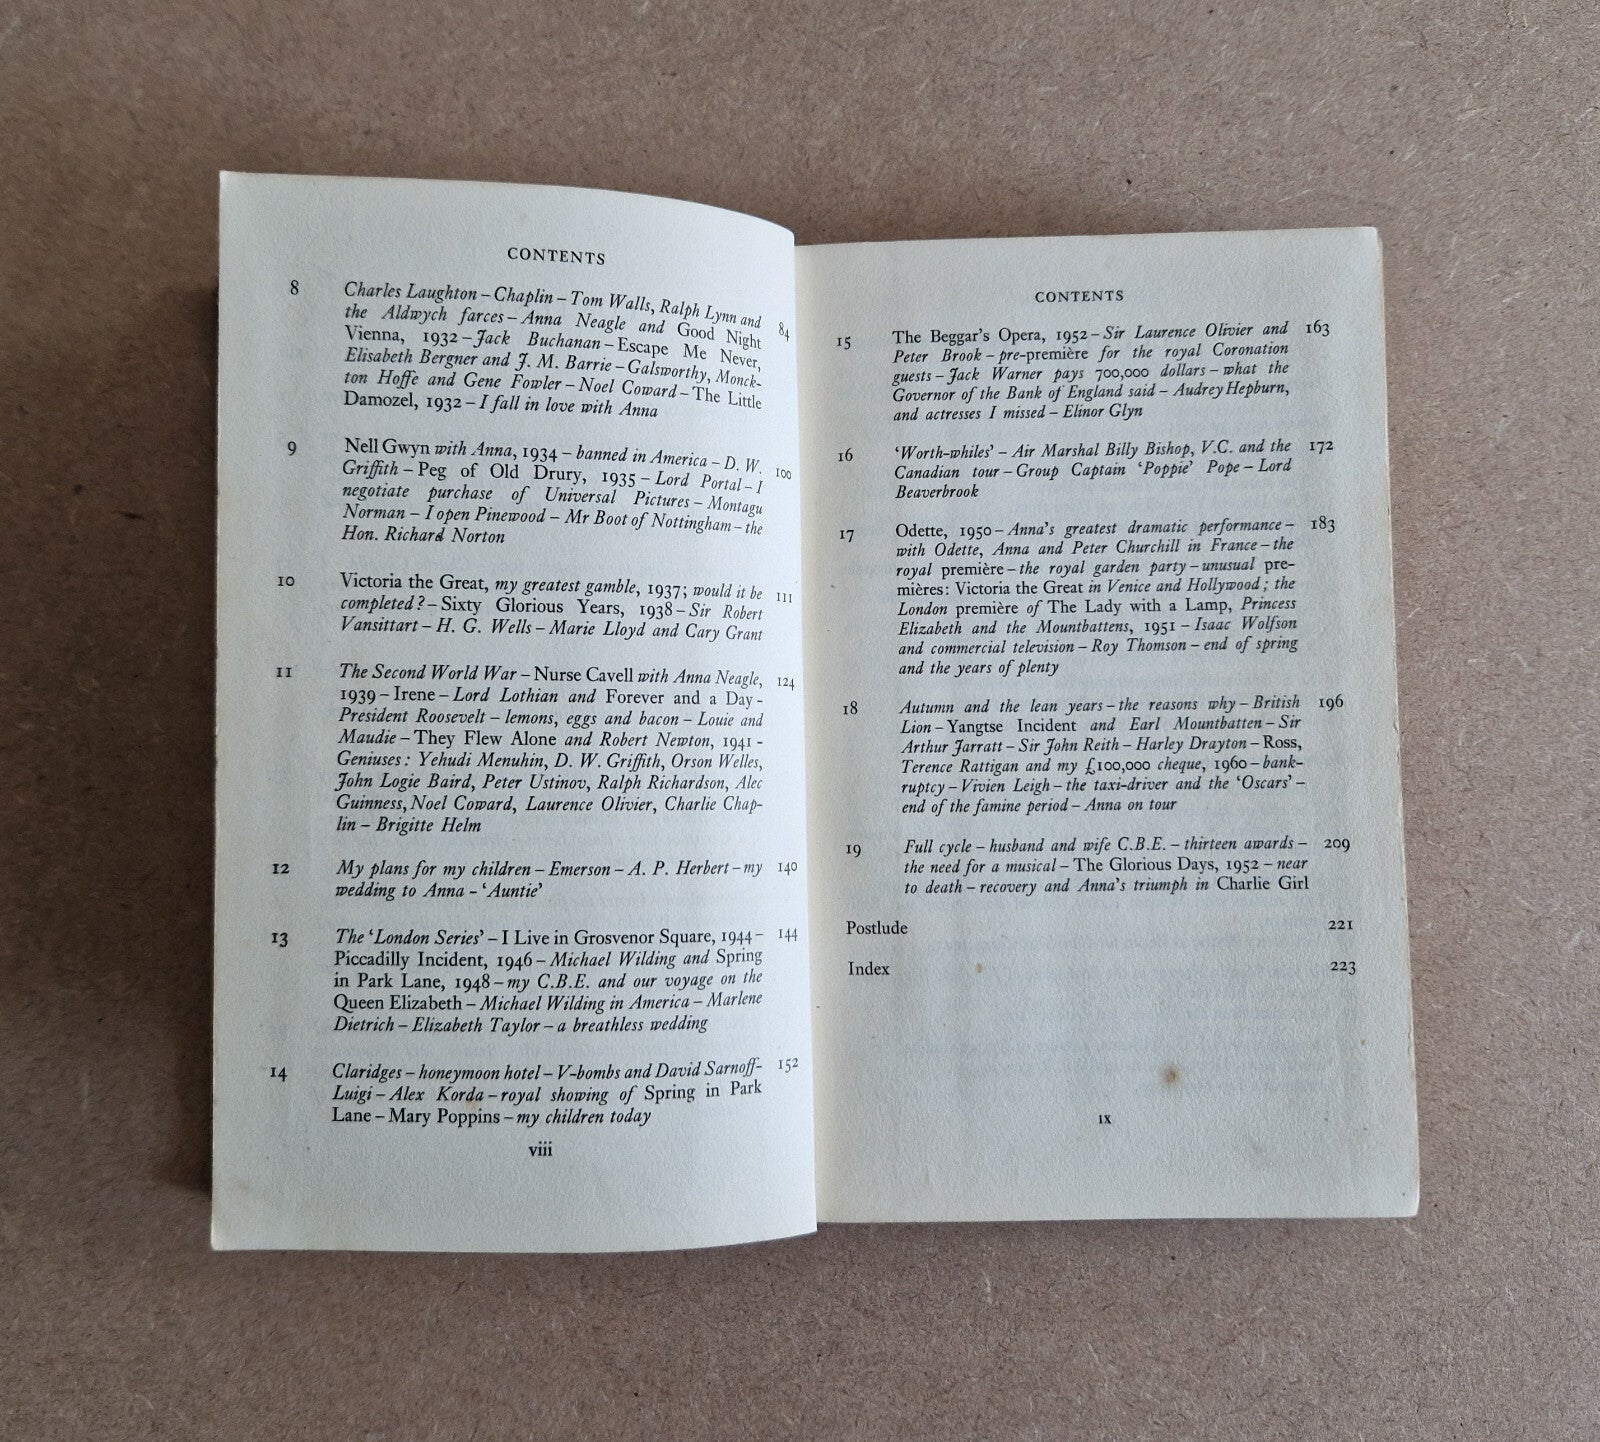 CONTENTS
8 Charles Laughton – Chaplin – Tom Walls, Ralph Lynn and 84
the Aldwych farces – Anna Neagle and Good Night
Vienna, 1932 – Jack Buchanan – Escape Me Never,
Elisabeth Bergner and J. M. Barrie – Galsworthy, Monck-
ton Hoffe and Gene Fowler – Noel Coward – The Little
Damozel, 1932 – I fall in love with Anna
9 Nell Gwyn with Anna, 1934 – banned in America – D. W. 100
Griffith – Peg of Old Drury, 1935 – Lord Portal – I
negotiate purchase of Universal Pictures – Montagu
Norman – I open Pinewood – Mr Boot of Nottingham – the
Hon. Richard Norton
10 Victoria the Great, my greatest gamble, 1937; would it be 111
completed? – Sixty Glorious Years, 1938 – Sir Robert
Vansittart – H. G. Wells – Marie Lloyd and Cary Grant
11 The Second World War – Nurse Cavell with Anna Neagle, 124
1939 – Irene – Lord Lothian and Forever and a Day –
President Roosevelt – lemons, eggs and bacon – Louie and
Maudie – They Flew Alone and Robert Newton, 1941 –
Geniuses: Yehudi Menuhin, D. W. Griffith, Orson Welles,
John Logie Baird, Peter Ustinov, Ralph Richardson, Alec
Guinness, Noel Coward, Laurence Olivier, Charlie Chap-
lin – Brigitte Helm
12 My plans for my children – Emerson – A. P. Herbert – my 140
wedding to Anna – 'Auntie'
13 The 'London Series' – I Live in Grosvenor Square, 1944 – 144
Piccadilly Incident, 1946 – Michael Wilding and Spring
in Park Lane, 1948 – my C.B.E. and our voyage on the
Queen Elizabeth – Michael Wilding in America – Marlene
Dietrich – Elizabeth Taylor – a breathless wedding
14 Claridges – honeymoon hotel – V-bombs and David Sarnoff – 152
Luigi – Alex Korda – royal showing of Spring in Park
Lane – Mary Poppins – my children today
viii
CONTENTS
15 The Beggar's Opera, 1952 – Sir Laurence Olivier and 163
Peter Brook – pre-première for the royal Coronation
guests – Jack Warner pays 700,000 dollars – what the
Governor of the Bank of England said – Audrey Hepburn,
and actresses I missed – Elinor Glyn
16 'Worth-whiles' – Air Marshal Billy Bishop, V.C. and the 172
Canadian tour – Group Captain 'Poppie' Pope – Lord
Beaverbrook
17 Odette, 1950 – Anna's greatest dramatic performance – 183
with Odette, Anna and Peter Churchill in France – the
royal première – the royal garden party – unusual pre-
mières: Victoria the Great in Venice and Hollywood; the
London première of The Lady with a Lamp, Princess
Elizabeth and the Mountbattens, 1951 – Isaac Wolfson
and commercial television – Roy Thomson – end of spring
and the years of plenty
18 Autumn and the lean years – the reasons why – British 196
Lion – Yangtse Incident and Earl Mountbatten – Sir
Arthur Jarratt – Sir John Reith – Harley Drayton – Ross,
Terence Rattigan and my £100,000 cheque, 1960 – bank-
ruptcy – Vivien Leigh – the taxi-driver and the 'Oscars' –
end of the famine period – Anna on tour
19 Full cycle – husband and wife C.B.E. – thirteen awards – 209
the need for a musical – The Glorious Days, 1952 – near
to death – recovery and Anna's triumph in Charlie Girl
Postlude 221
Index 223
ix